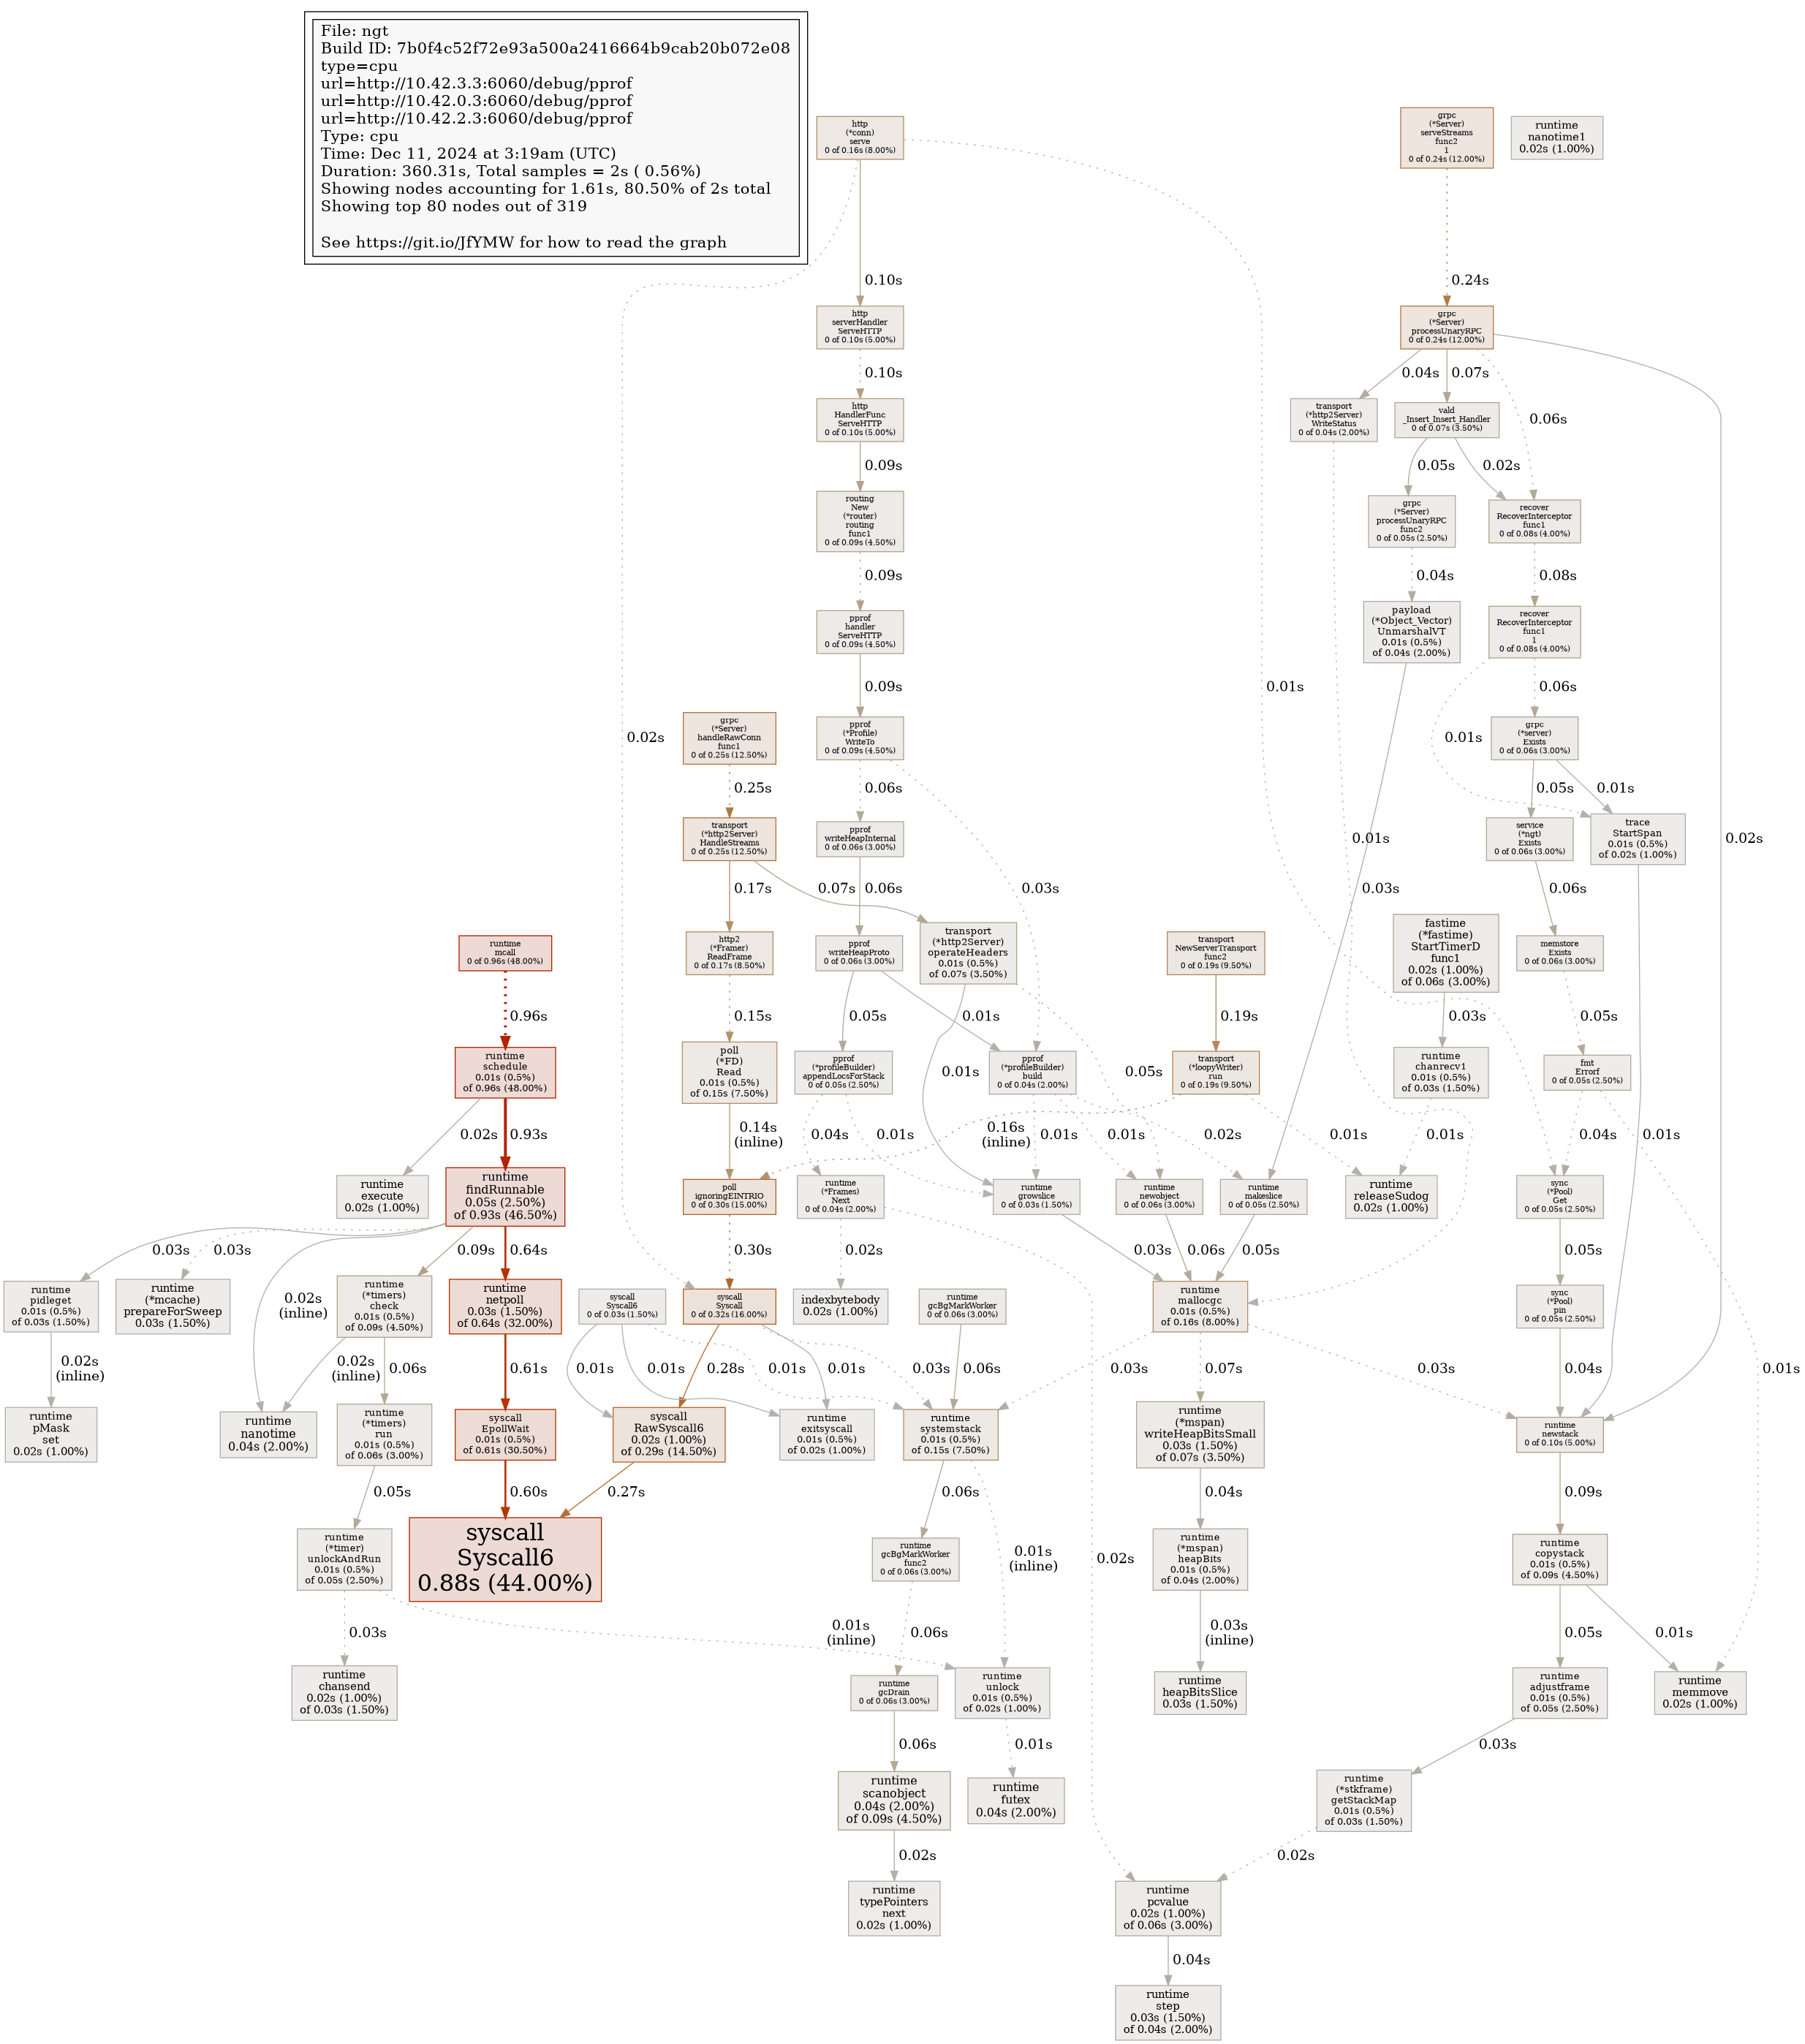 File: ngt
Build ID: 7b0f4c52f72e93a500a2416664b9cab20b072e08
type=cpu
url=http://10.42.3.3:6060/debug/pprof
url=http://10.42.0.3:6060/debug/pprof
url=http://10.42.2.3:6060/debug/pprof
Type: cpu
Time: Dec 11, 2024 at 3:19am (UTC)
Duration: 360.31s, Total samples = 2s ( 0.56%)
Showing nodes accounting for 1.61s, 80.50% of 2s total
Showing top 80 nodes out of 319
See https://git.io/JfYMW for how to read the graph
http
(*conn)
serve
0 of 0.16s (8.00%)
grpc
(*Server)
serveStreams
func2
1
0 of 0.24s (12.00%)
runtime
nanotime1
0.02s (1.00%)
0.10s
0.24s
http
serverHandler
ServeHTTP
0 of 0.10s (5.00%)
grpc
(*Server)
processUnaryRPC
0 of 0.24s (12.00%)
0.10s
0.04s
0.07s
0.06s
http
HandlerFunc
ServeHTTP
0 of 0.10s (5.00%)
transport
(*http2Server)
WriteStatus
0 of 0.04s (2.00%)
vald
_Insert_Insert_Handler
0 of 0.07s (3.50%)
0.09s
0.05s
0.02s
routing
New
(*router)
routing
func1
0 of 0.09s (4.50%)
grpc
(*Server)
processUnaryRPC
func2
0 of 0.05s (2.50%)
recover
RecoverInterceptor
func1
0 of 0.08s (4.00%)
0.09s
0.04s
0.08s
pprof
handler
ServeHTTP
0 of 0.09s (4.50%)
payload
(*Object_Vector)
UnmarshalVT
0.01s (0.5%)
of 0.04s (2.00%)
recover
RecoverInterceptor
func1
1
0 of 0.08s (4.00%)
0.09s
0.01s
0.06s
grpc
(*Server)
handleRawConn
func1
0 of 0.25s (12.50%)
pprof
(*Profile)
WriteTo
0 of 0.09s (4.50%)
grpc
(*server)
Exists
0 of 0.06s (3.00%)
0.02s
0.01s
0.25s
0.06s
0.05s
0.01s
transport
(*http2Server)
HandleStreams
0 of 0.25s (12.50%)
pprof
writeHeapInternal
0 of 0.06s (3.00%)
service
(*ngt)
Exists
0 of 0.06s (3.00%)
trace
StartSpan
0.01s (0.5%)
of 0.02s (1.00%)
0.01s
0.02s
0.17s
0.07s
0.06s
0.03s
0.03s
0.06s
runtime
mcall
0 of 0.96s (48.00%)
http2
(*Framer)
ReadFrame
0 of 0.17s (8.50%)
pprof
writeHeapProto
0 of 0.06s (3.00%)
transport
(*http2Server)
operateHeaders
0.01s (0.5%)
of 0.07s (3.50%)
transport
NewServerTransport
func2
0 of 0.19s (9.50%)
fastime
(*fastime)
StartTimerD
func1
0.02s (1.00%)
of 0.06s (3.00%)
memstore
Exists
0 of 0.06s (3.00%)
0.96s
0.15s
0.05s
0.01s
0.19s
0.03s
0.05s
runtime
schedule
0.01s (0.5%)
of 0.96s (48.00%)
poll
(*FD)
Read
0.01s (0.5%)
of 0.15s (7.50%)
pprof
(*profileBuilder)
appendLocsForStack
0 of 0.05s (2.50%)
0.01s
pprof
(*profileBuilder)
build
0 of 0.04s (2.00%)
0.05s
transport
(*loopyWriter)
run
0 of 0.19s (9.50%)
runtime
chanrecv1
0.01s (0.5%)
of 0.03s (1.50%)
fmt
Errorf
0 of 0.05s (2.50%)
0.02s
0.93s
0.14s
(inline)
0.04s
0.01s
0.16s
(inline)
0.01s
0.01s
0.02s
0.01s
0.01s
0.04s
0.01s
runtime
execute
0.02s (1.00%)
runtime
findRunnable
0.05s (2.50%)
of 0.93s (46.50%)
poll
ignoringEINTRIO
0 of 0.30s (15.00%)
runtime
(*Frames)
Next
0 of 0.04s (2.00%)
runtime
growslice
0 of 0.03s (1.50%)
runtime
newobject
0 of 0.06s (3.00%)
runtime
makeslice
0 of 0.05s (2.50%)
runtime
releaseSudog
0.02s (1.00%)
sync
(*Pool)
Get
0 of 0.05s (2.50%)
0.03s
0.03s
0.02s
(inline)
0.09s
0.64s
0.30s
0.02s
0.03s
0.06s
0.05s
0.05s
runtime
pidleget
0.01s (0.5%)
of 0.03s (1.50%)
runtime
(*mcache)
prepareForSweep
0.03s (1.50%)
runtime
(*timers)
check
0.01s (0.5%)
of 0.09s (4.50%)
runtime
netpoll
0.03s (1.50%)
of 0.64s (32.00%)
syscall
Syscall6
0 of 0.03s (1.50%)
syscall
Syscall
0 of 0.32s (16.00%)
indexbytebody
0.02s (1.00%)
runtime
gcBgMarkWorker
0 of 0.06s (3.00%)
runtime
mallocgc
0.01s (0.5%)
of 0.16s (8.00%)
sync
(*Pool)
pin
0 of 0.05s (2.50%)
0.02s
(inline)
0.02s
(inline)
0.06s
0.61s
0.01s
0.01s
0.28s
0.01s
0.01s
0.03s
0.06s
0.03s
0.07s
0.03s
0.04s
0.01s
runtime
pMask
set
0.02s (1.00%)
runtime
nanotime
0.04s (2.00%)
runtime
(*timers)
run
0.01s (0.5%)
of 0.06s (3.00%)
syscall
EpollWait
0.01s (0.5%)
of 0.61s (30.50%)
syscall
RawSyscall6
0.02s (1.00%)
of 0.29s (14.50%)
runtime
exitsyscall
0.01s (0.5%)
of 0.02s (1.00%)
runtime
systemstack
0.01s (0.5%)
of 0.15s (7.50%)
runtime
(*mspan)
writeHeapBitsSmall
0.03s (1.50%)
of 0.07s (3.50%)
runtime
newstack
0 of 0.10s (5.00%)
0.05s
0.60s
0.27s
0.06s
0.01s
(inline)
0.02s
0.04s
0.09s
runtime
(*timer)
unlockAndRun
0.01s (0.5%)
of 0.05s (2.50%)
syscall
Syscall6
0.88s (44.00%)
runtime
gcBgMarkWorker
func2
0 of 0.06s (3.00%)
runtime
(*mspan)
heapBits
0.01s (0.5%)
of 0.04s (2.00%)
runtime
copystack
0.01s (0.5%)
of 0.09s (4.50%)
0.03s
0.01s
(inline)
0.06s
0.03s
(inline)
0.05s
0.01s
runtime
chansend
0.02s (1.00%)
of 0.03s (1.50%)
runtime
gcDrain
0 of 0.06s (3.00%)
runtime
unlock
0.01s (0.5%)
of 0.02s (1.00%)
runtime
heapBitsSlice
0.03s (1.50%)
runtime
adjustframe
0.01s (0.5%)
of 0.05s (2.50%)
runtime
memmove
0.02s (1.00%)
0.06s
0.01s
0.03s
runtime
scanobject
0.04s (2.00%)
of 0.09s (4.50%)
runtime
futex
0.04s (2.00%)
runtime
(*stkframe)
getStackMap
0.01s (0.5%)
of 0.03s (1.50%)
0.02s
0.02s
runtime
typePointers
next
0.02s (1.00%)
runtime
pcvalue
0.02s (1.00%)
of 0.06s (3.00%)
0.04s
runtime
step
0.03s (1.50%)
of 0.04s (2.00%)